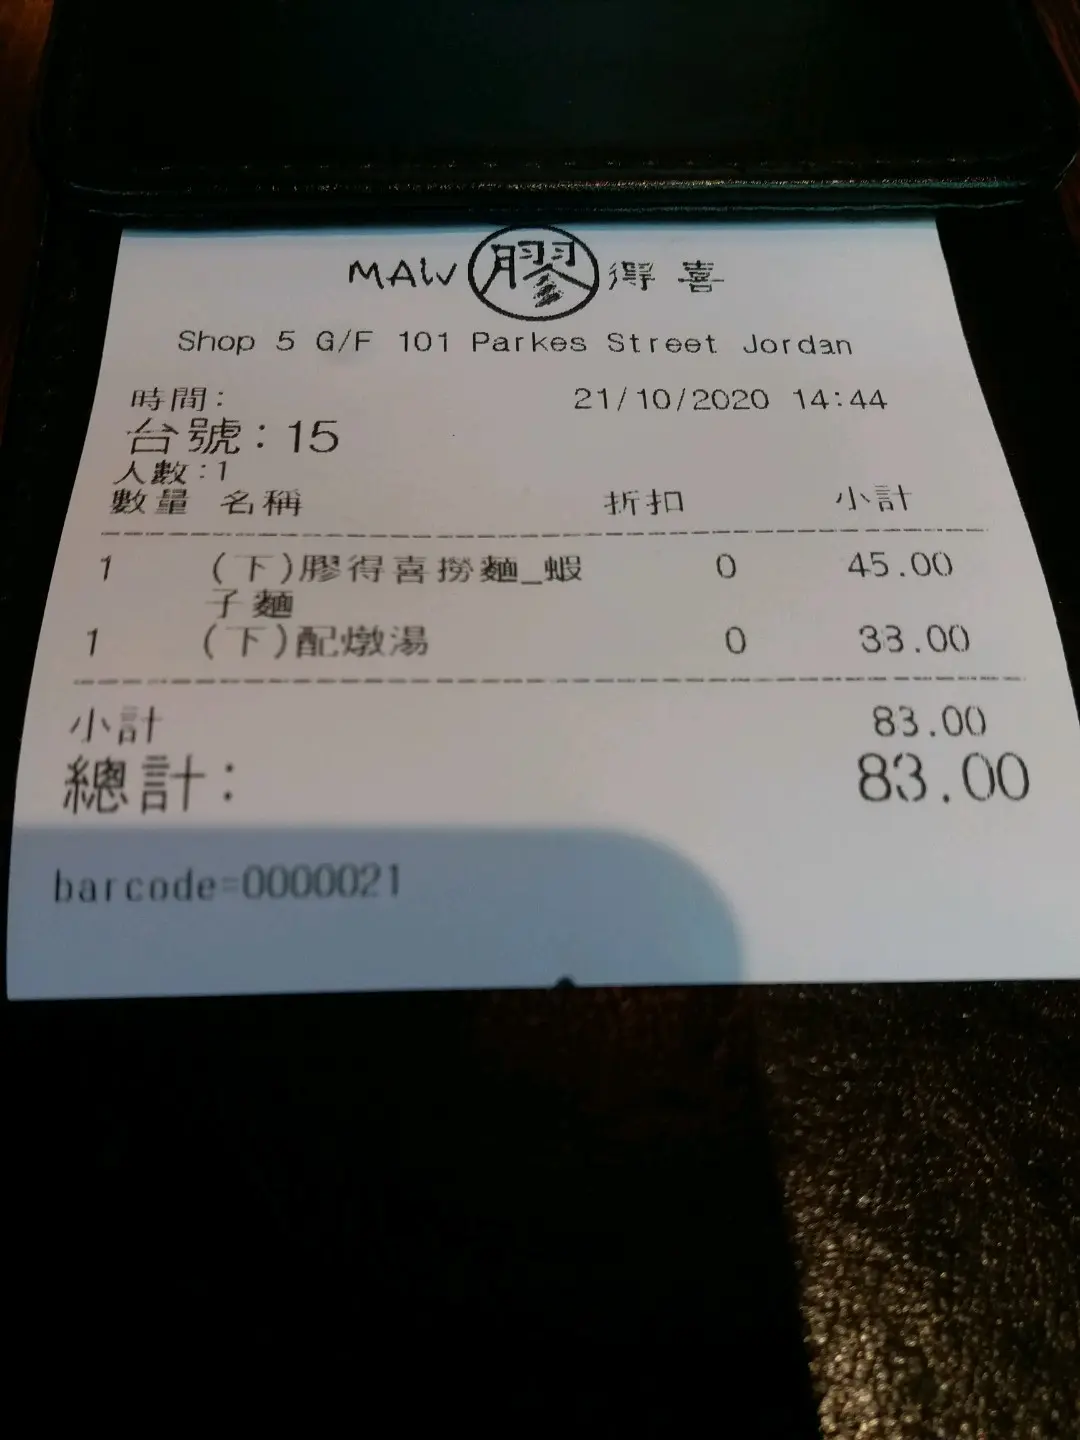 MAlV 膠 得喜
Shop 5 G/F 101 Parkes Street Jordan
時間: 21/10/2020 14:44
台號:15
人數:1
數量 名稱 折扣 小計
1 (下)膠得喜撈麵_蝦 0 45.00
子麵
1 (下)配燉湯 0 38.00
小計 83.00
總計: 83.00
barcode=0000021